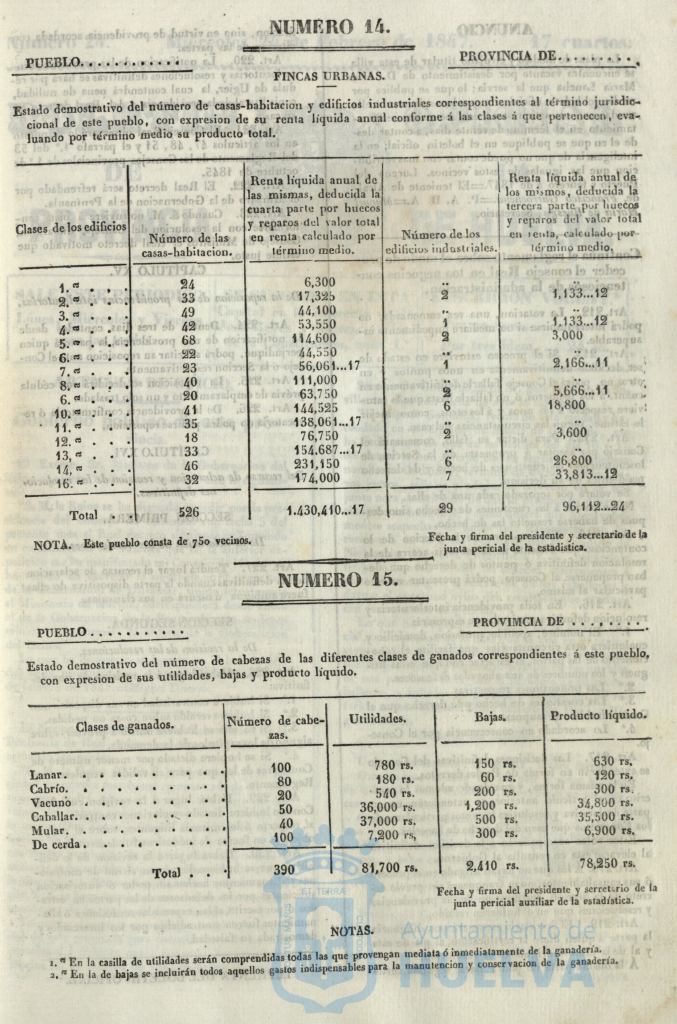 NUMERO 14.
PUEBLO............ PROVINCIA DE..........
FINCAS URBANAS.
Estado demostrativo del número de casas-habitacion y edificios industriales correspondientes al término jurisdic-
cional de este pueblo, con expresion de su renta líquida anual conforme á las clases á que pertenecen, eva-
luando por término medio su producto total.
Clases de los edificios
Número de las
casas-habitacion.
Renta líquida anual de
las mismas, deducida la
cuarta parte por huecos
y reparos del valor total
en renta calculado por
término medio.
Número de los
edificios industriales.
Renta líquida anual de
los mismos, deducida la
tercera parte por huecos
y reparos del valor total
en renta, calculado por
término medio.
1.ª . . . 24 6,300 .. ..
2.ª . . . 33 17,325 2 1,133...12
3.ª . . . 49 44,100 .. ..
4.ª . . . 42 53,550 1 1,133...12
5.ª . . . 68 114,600 2 3,000
6.ª . . . 22 44,550 .. ..
7.ª . . . 23 56,061...17 1 2,166...11
8.ª . . . 40 111,000 .. ..
6.ª . . . 20 63,750 2 5,666...11
10.ª . . . 41 144,525 6 18,800
11.ª . . . 35 138,061...17 .. ..
12.ª . . . 18 76,750 2 3,600
13,ª . . . 33 154,687...17 .. ..
14,ª . . . 46 231,150 6 26,800
16.ª . . . 32 174,000 7 33,813...12
Total . . 526 1.430,410...17 29 96,112...24
NOTA. Este pueblo consta de 750 vecinos.
Fecha y firma del presidente y secretario de la
junta pericial de la estadística.
NUMERO 15.
PUEBLO........... PROVIMCIA DE ........
Estado demostrativo del número de cabezas de las diferentes clases de ganados correspondientes á este pueblo,
con expresion de sus utilidades, bajas y producto líquido.
Clases de ganados. Número de cabe-
zas. Utilidades. Bajas. Producto líquido.
Lanar. . . . . . . . . . 100 780 rs. 150 rs. 630 rs.
Cabrío. . . . . . . . . . 80 180 rs. 60 rs. 120 rs.
Vacuno . . . . . . . . . 20 540 rs. 200 rs. 300 rs.
Caballar. . . . . . . . . 50 36,000 rs. 1,200 rs. 34,800 rs.
Mular. . . . . . . . . . 40 37,000 rs. 500 rs. 35,500 rs.
De cerda . . . . . . . . 100 7,200 rs, 300 rs. 6,900 rs.
Total . . . 390 81,700 rs. 2,410 rs. 78,250 rs.
Fecha y firma del presidente y serretario de la
junta pericial auxiliar de la estadística.
NOTAS.
1.ª En la casilla de utilidades serán comprendidas todas las que provengan mediata ó inmediatamente de la ganadería.
2,ª En la de bajas se incluirán todos aquellos gastos indispensables para la manutencion y conservacion de la ganadería.
Ayuntamiento de
HUELVA